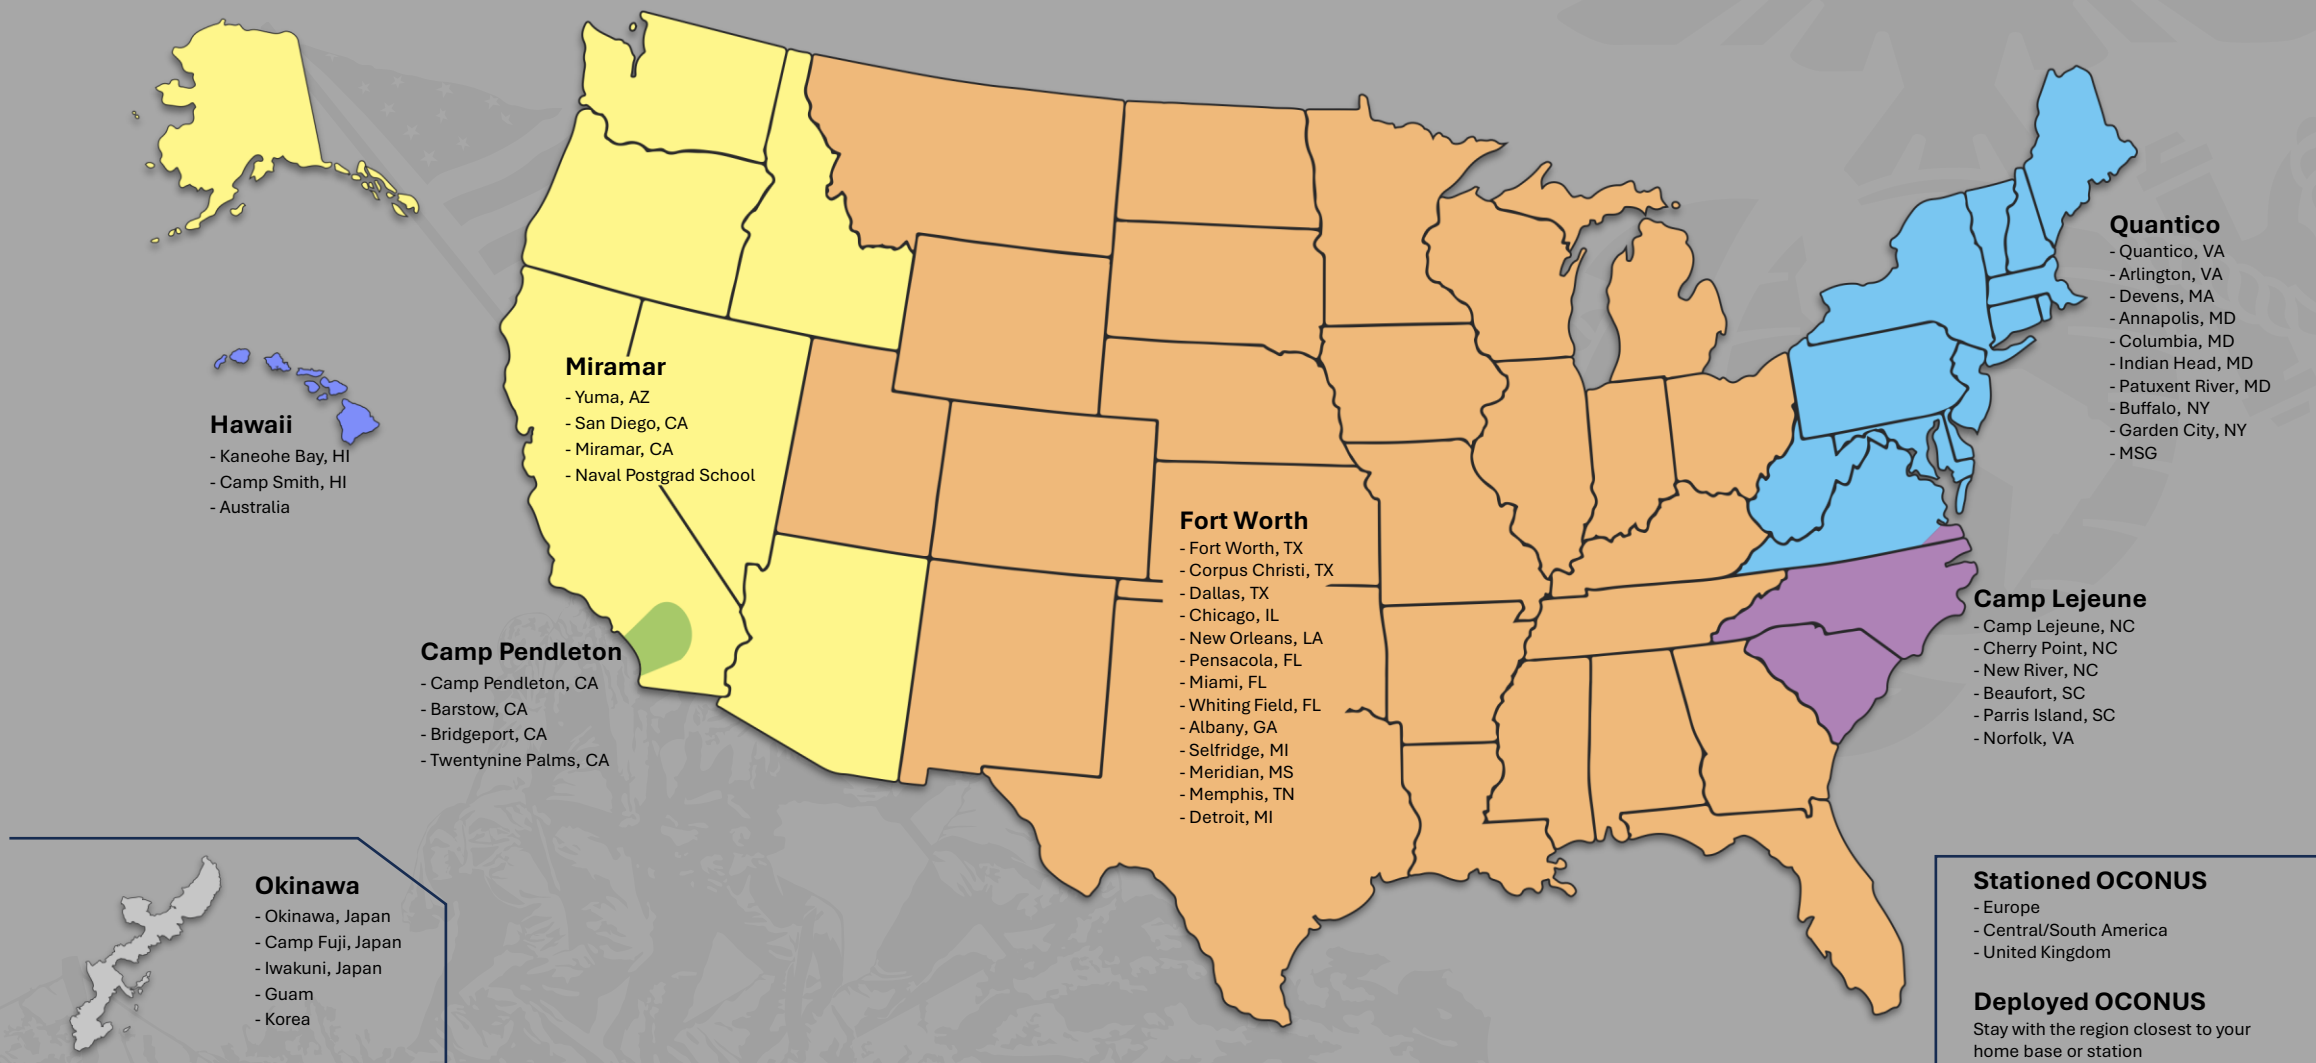 Quantico
- Quantico, VA
- Arlington, VA
- Devens, MA
- Annapolis, MD
- Columbia, MD
- Indian Head, MD
- Patuxent River, MD
- Buffalo, NY
- Garden City, NY
- MSG
Miramar
- Yuma, AZ
- San Diego, CA
- Miramar, CA
- Naval Postgrad School
Hawaii
- Kaneohe Bay, HI
- Camp Smith, HI
- Australia
Fort Worth
- Fort Worth, TX
- Corpus Christi, TX
- Dallas, TX
- Chicago, IL
- New Orleans, LA
- Pensacola, FL
- Miami, FL
- Whiting Field, FL
- Albany, GA
- Selfridge, MI
- Meridian, MS
- Memphis, TN
- Detroit, MI
Camp Lejeune
- Camp Lejeune, NC
- Cherry Point, NC
- New River, NC
- Beaufort, SC
- Parris Island, SC
- Norfolk, VA
Camp Pendleton
- Camp Pendleton, CA
- Barstow, CA
- Bridgeport, CA
- Twentynine Palms, CA
Okinawa
- Okinawa, Japan
- Camp Fuji, Japan
- Iwakuni, Japan
- Guam
- Korea
Stationed OCONUS
- Europe
- Central/South America
- United Kingdom
Deployed OCONUS
Stay with the region closest to your
home base or station